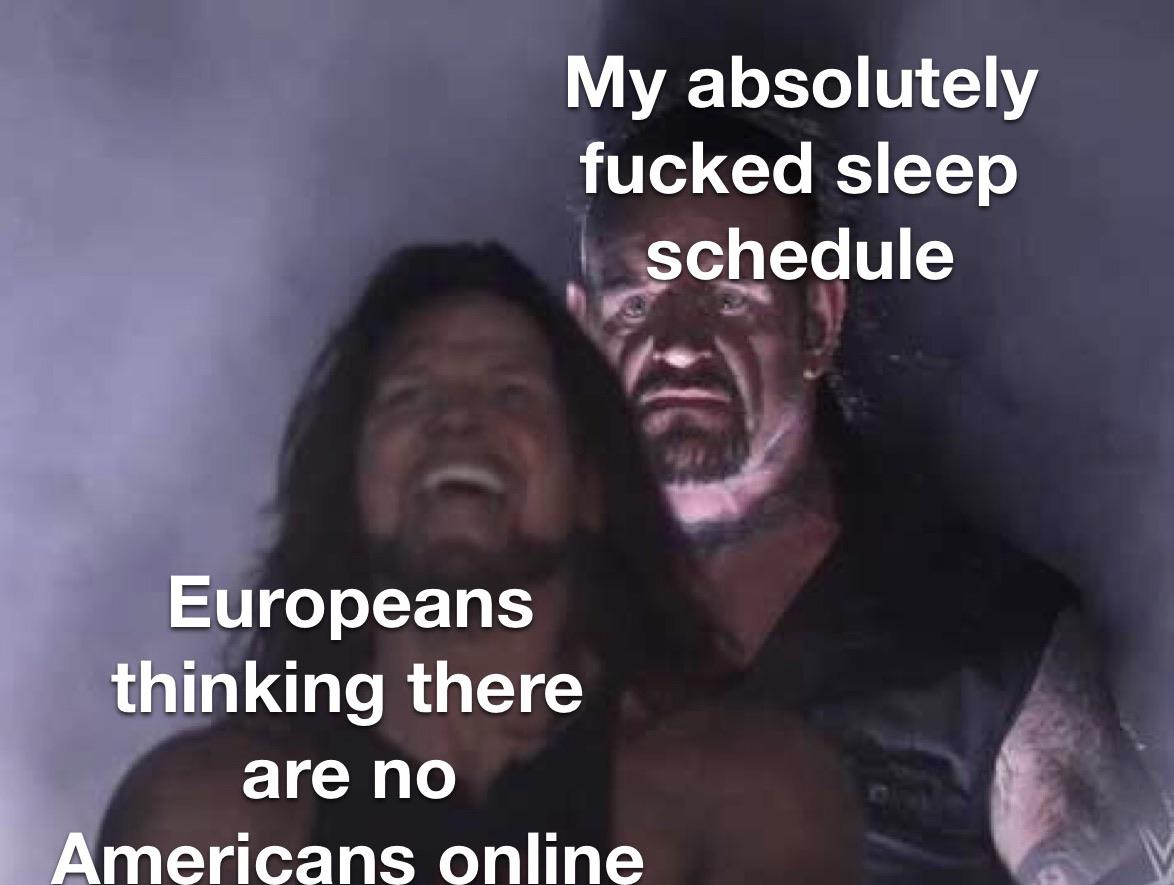 My absolutely
fucked sleep
schedule
Europeans
thinking there
are no
Americans online